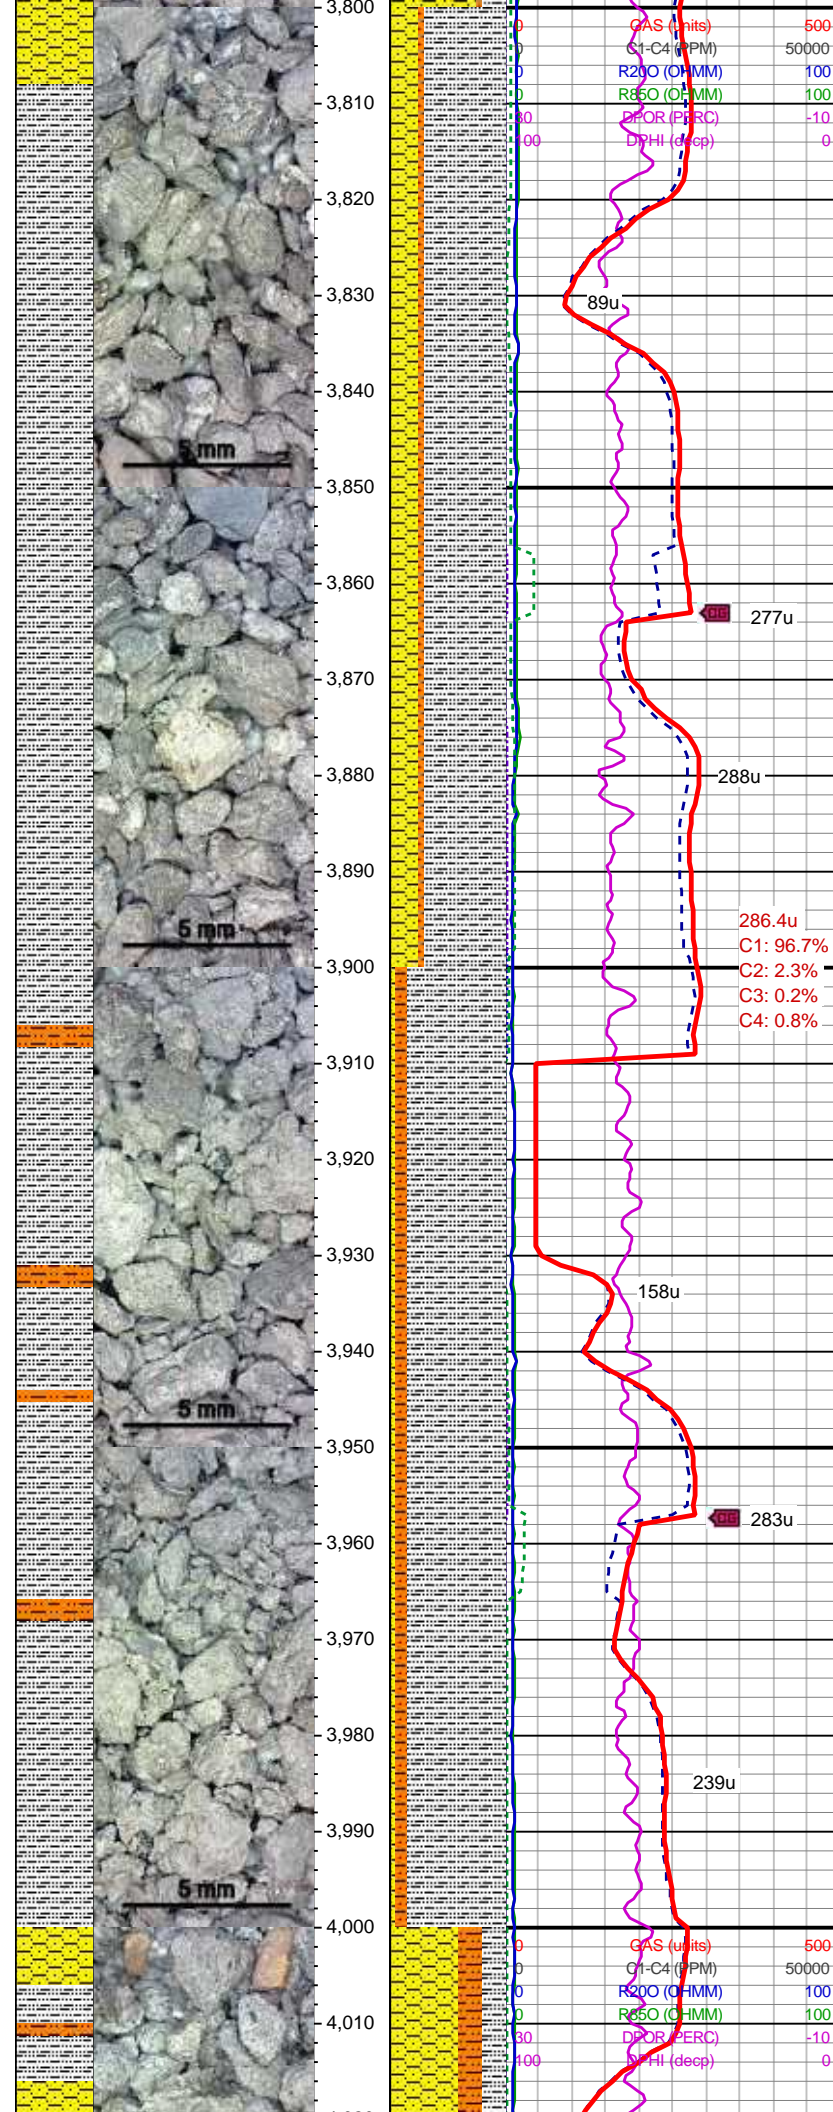 3,800
0 GAS (units) 500
0 C1-C4 (PPM) 50000
0 R20O (OHMM) 100
3,810
0 R85O (OHMM) 100
30 DPOR (PERC) -10
100 DPHI (decp) 0
3,820
3,830
89u
3,840
5 mm
3,850
3,860
CG
277u
3,870
3,880
288u
3,890
286.4u
5 mm
C1: 96.7%
3,900
C2: 2.3%
C3: 0.2%
C4: 0.8%
3,910
3,920
3,930
158u
3,940
5 mm
3,950
CG
283u
3,960
3,970
3,980
239u
3,990
5 mm
4,000
0 GAS (units) 500
0 C1-C4 (PPM) 50000
0 R20O (OHMM) 100
0 R85O (OHMM) 100
4,010
30 DPOR (PERC) -10
100 DPHI (decp) 0